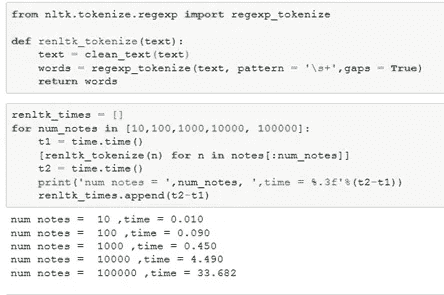 from nltk.tokenize.regexp import regexp_tokenize
def renltk_tokenize(text):
text = clean_text(text)
words = regexp_tokenize(text, pattern = '\s+',gaps = True)
return words
renltk_times = []
for num_notes in [10,100,1000,10000, 100000]:
t1 = time.time()
[renltk_tokenize(n) for n in notes[:num_notes]]
t2 = time.time()
print('num notes = ',num_notes, ',time = %.3f'%(t2-t1))
renltk_times.append(t2-t1)
num notes =  10 ,time = 0.010
num notes =  100 ,time = 0.090
num notes =  1000 ,time = 0.450
num notes =  10000 ,time = 4.490
num notes =  100000 ,time = 33.682